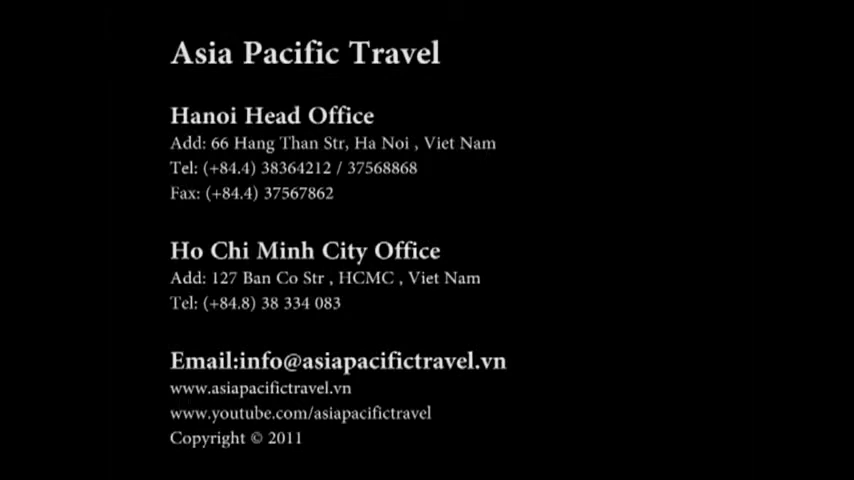 Asia Pacific Travel
Hanoi Head Office
Add: 66 Hang Than Str, Ha Noi , Viet Nam
Tel: (+84.4) 38364212 / 37568868
Fax: (+84.4) 37567862
Ho Chi Minh City Office
Add: 127 Ban Co Str , HCMC , Viet Nam
Tel: (+84.8) 38 334 083
Email:info@asiapacifictravel.vn
www.asiapacifictravel.vn
www.youtube.com/asiapacifictravel
Copyright © 2011